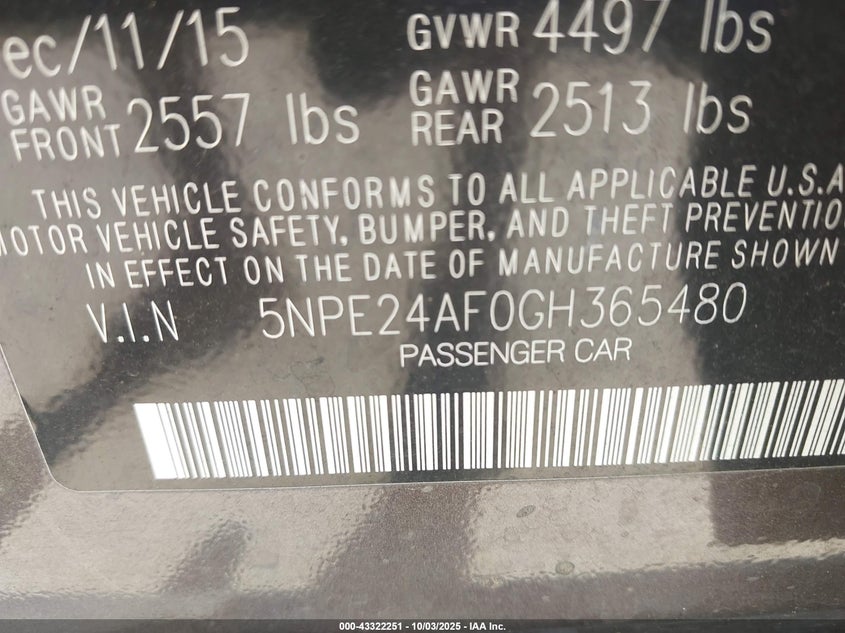 ec/11/15 GVWR 4497 lbs
GAWR FRONT 2557 lbs GAWR REAR 2513 lbs
THIS VEHICLE CONFORMS TO ALL APPLICABLE U.S.A
MOTOR VEHICLE SAFETY, BUMPER, AND THEFT PREVENTIO
IN EFFECT ON THE DATE OF MANUFACTURE SHOWN
V.I.N 5NPE24AF0GH365480
PASSENGER CAR
000-43322251 - 10/03/2025 - IAA Inc.